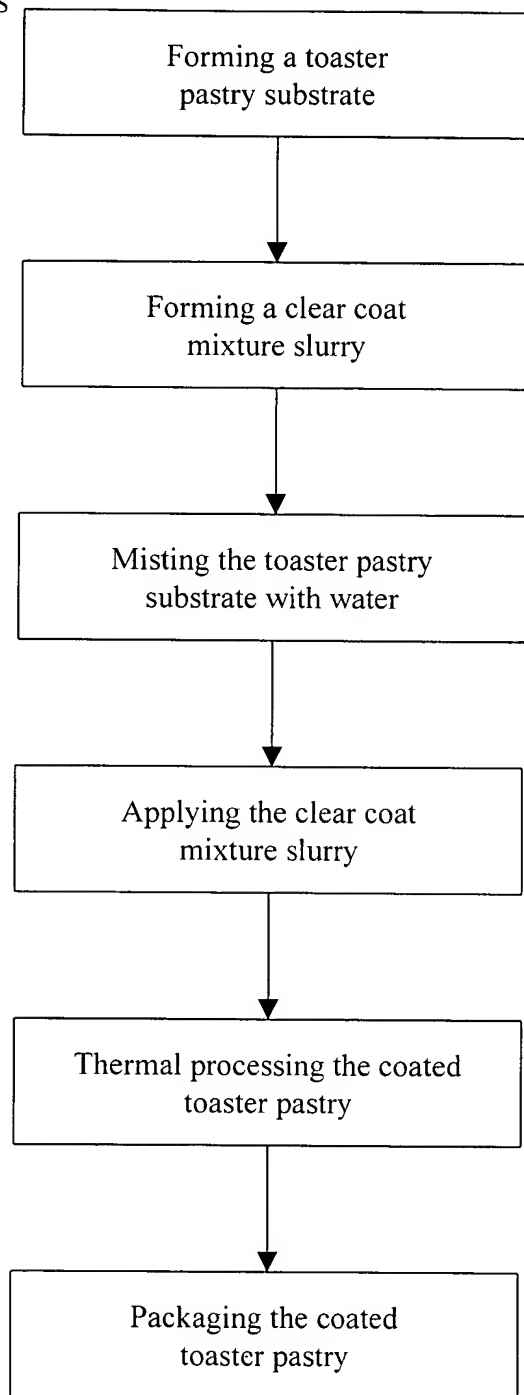 Forming a toaster
pastry substrate
Forming a clear coat
mixture slurry
Misting the toaster pastry
substrate with water
Applying the clear coat
mixture slurry
Thermal processing the coated
toaster pastry
Packaging the coated
toaster pastry